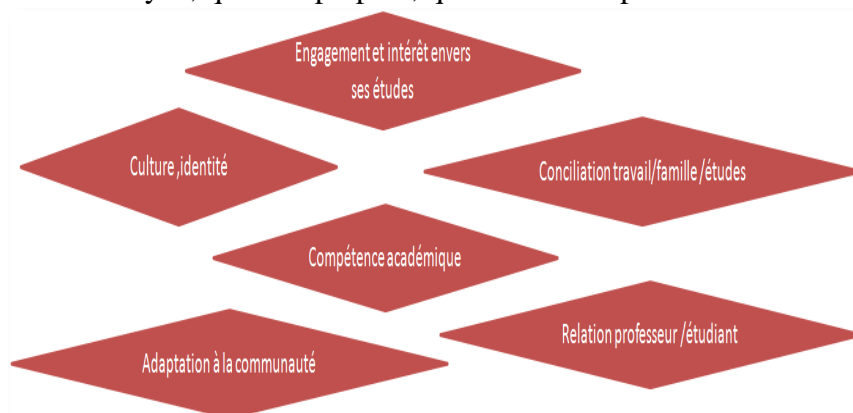 Engagement et intérêt envers
ses études
Culture ,identité
Conciliation travail/famille /études
Compétence académique
Relation professeur /étudiant
Adaptation à la communauté